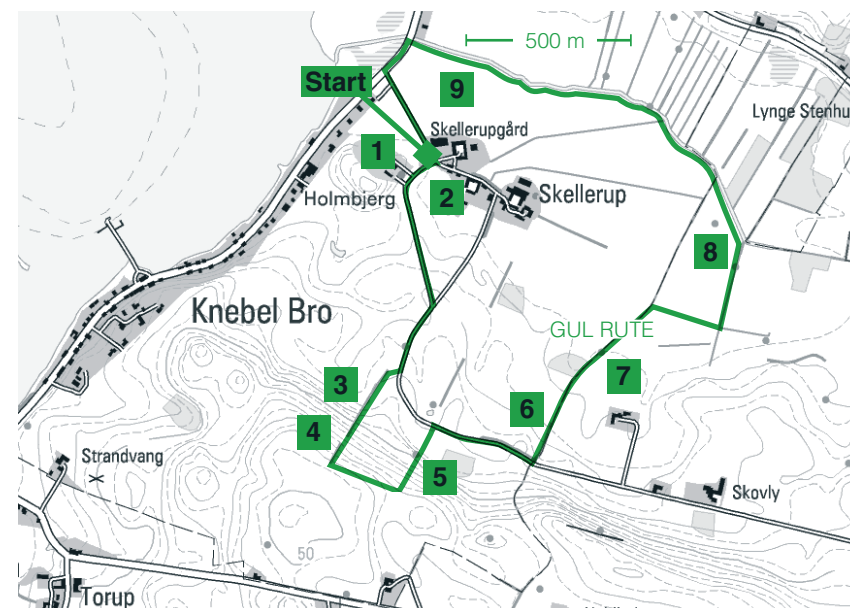 500 m
9
Start
Lynge Stenhu
Skellerupgård
1
2
Holmbjerg
Skellerup
8
Knebel Bro
GUL RUTE
3
7
6
4
5
Strandvang
Skovly
50
Torup